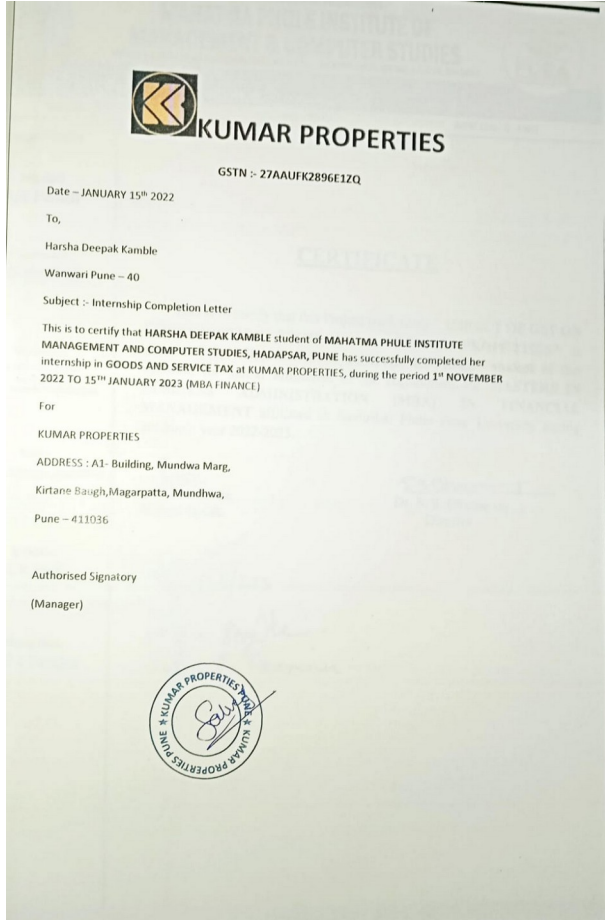 KUMAR PROPERTIES
GSTN :- 27AAUFK2896E1ZQ
Date – JANUARY 15th 2022
To,
Harsha Deepak Kamble
Wanwari Pune – 40
Subject :- Internship Completion Letter
This is to certify that HARSHA DEEPAK KAMBLE student of MAHATMA PHULE INSTITUTE
MANAGEMENT AND COMPUTER STUDIES, HADAPSAR, PUNE has successfully completed her
internship in GOODS AND SERVICE TAX at KUMAR PROPERTIES, during the period 1st NOVEMBER
2022 TO 15TH JANUARY 2023 (MBA FINANCE)
For
KUMAR PROPERTIES
ADDRESS : A1- Building, Mundwa Marg,
Kirtane Baugh,Magarpatta, Mundhwa,
Pune – 411036
Authorised Signatory
(Manager)
★ KUMAR PROPERTIES PUNE ★ KUMAR PROPERTIES PUNE